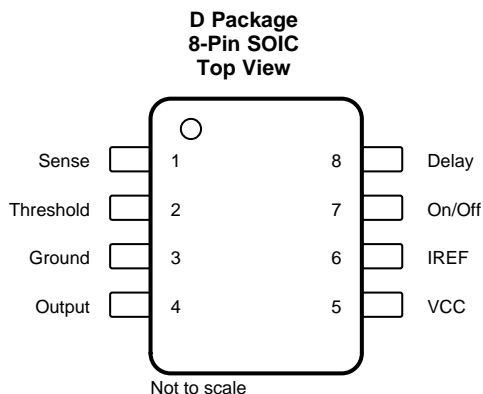 D Package
8-Pin SOIC
Top View
Sense 1 8 Delay
Threshold 2 7 On/Off
Ground 3 6 IREF
Output 4 5 VCC
Not to scale